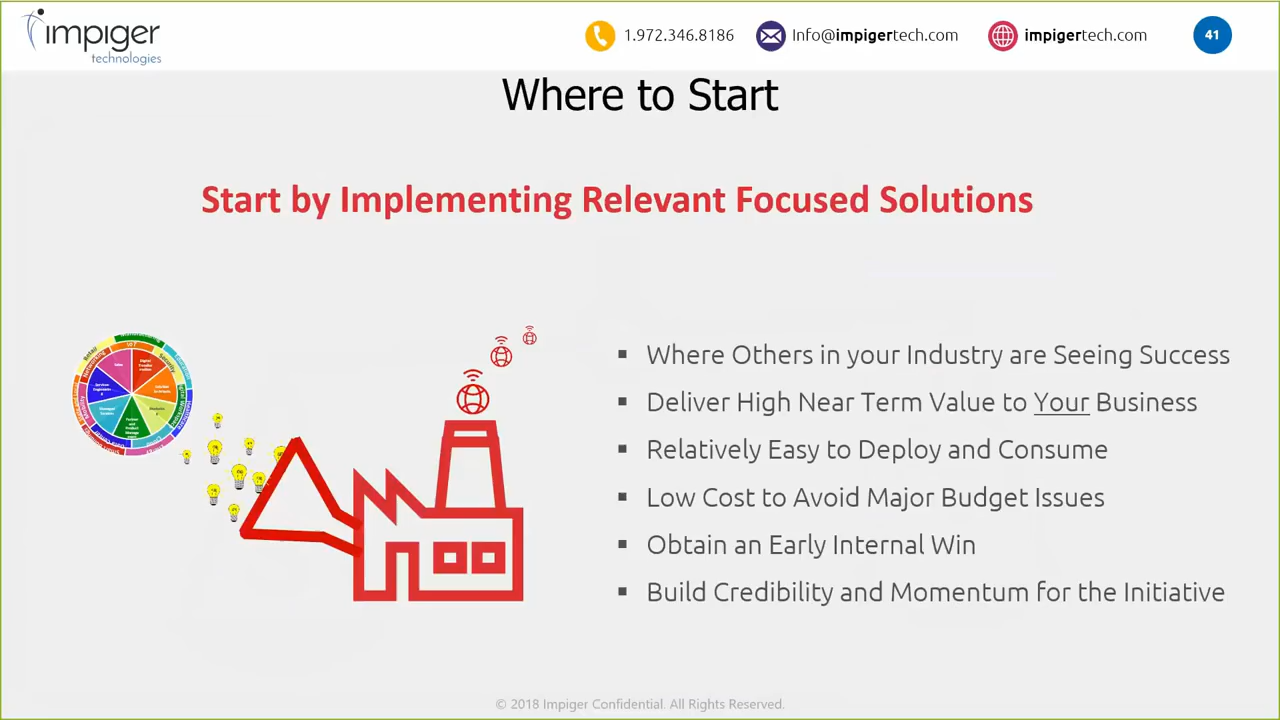 impiger
technologies
1.972.346.8186
Info@impigertech.com
impigertech.com
41
Where to Start
Start by Implementing Relevant Focused Solutions
▪ Where Others in your Industry are Seeing Success
▪ Deliver High Near Term Value to Your Business
▪ Relatively Easy to Deploy and Consume
▪ Low Cost to Avoid Major Budget Issues
▪ Obtain an Early Internal Win
▪ Build Credibility and Momentum for the Initiative
© 2018 Impiger Confidential. All Rights Reserved.